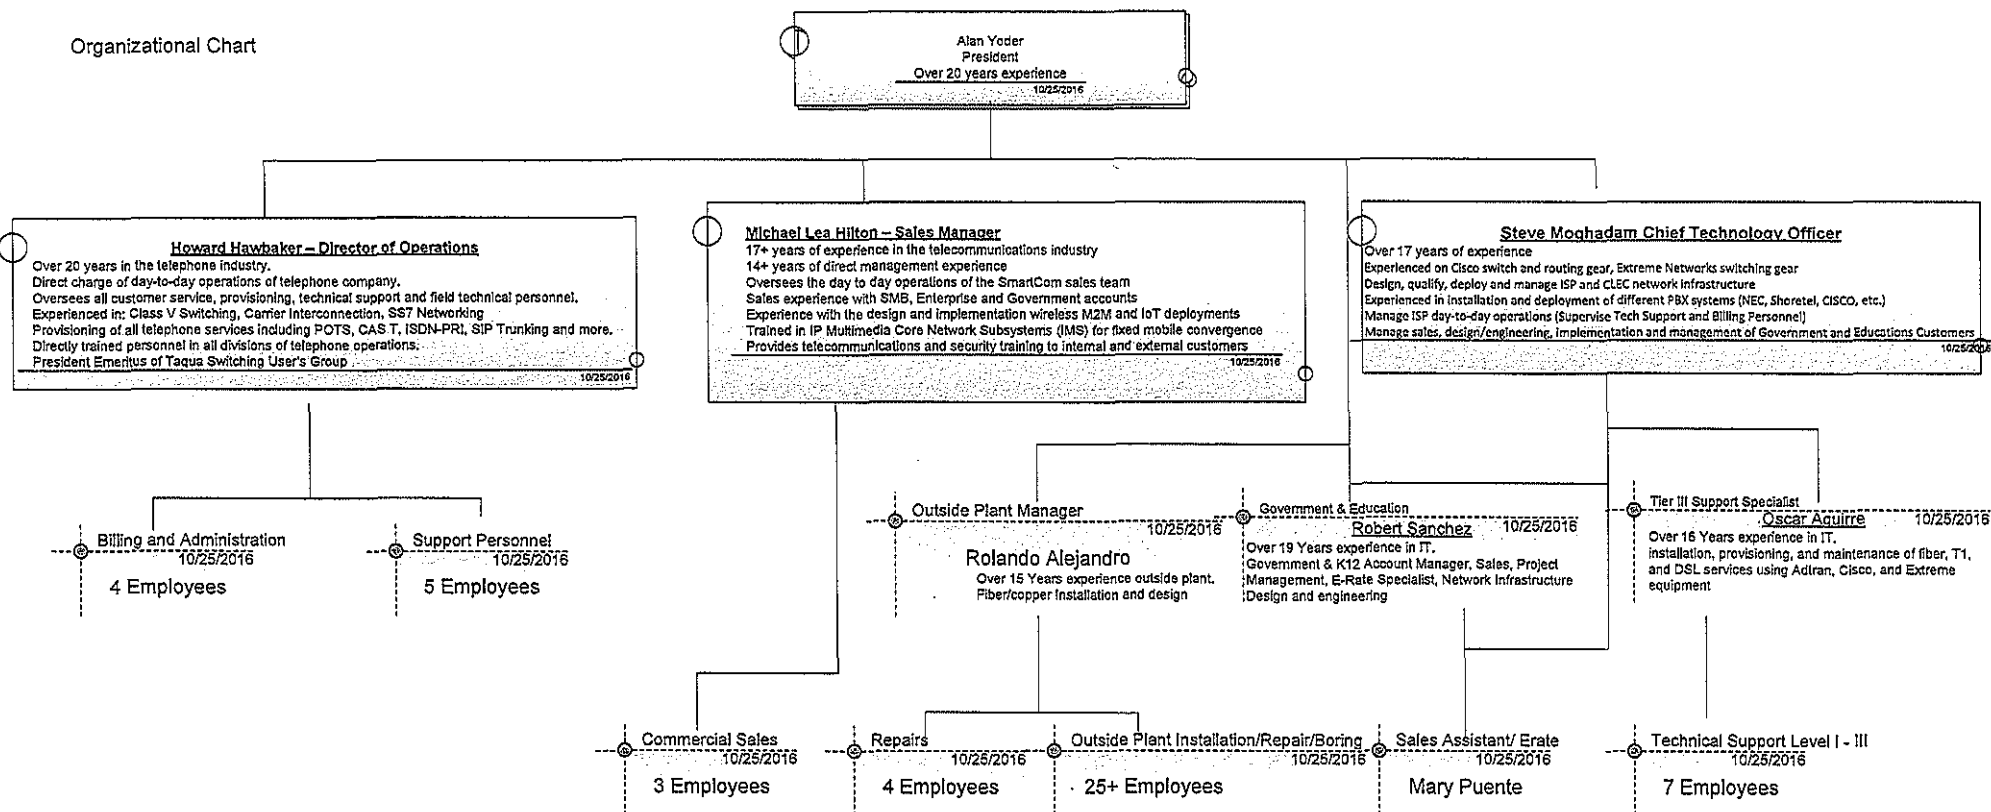 Organizational Chart
Alan Yoder
President
Over 20 years experience
10/25/2016
Howard Hawbaker – Director of Operations
Over 20 years in the telephone industry.
Direct charge of day-to-day operations of telephone company.
Oversees all customer service, provisioning, technical support and field technical personnel.
Experienced in: Class V Switching, Carrier Interconnection, SS7 Networking
Provisioning of all telephone services including POTS, CAS T, ISDN-PRI, SIP Trunking and more.
Directly trained personnel in all divisions of telephone operations.
President Emeritus of Taqua Switching User's Group
10/25/2016
Michael Lea Hilton – Sales Manager
17+ years of experience in the telecommunications industry
14+ years of direct management experience
Oversees the day to day operations of the SmartCom sales team
Sales experience with SMB, Enterprise and Government accounts
Experience with the design and implementation wireless M2M and IoT deployments
Trained in IP Multimedia Core Network Subsystems (IMS) for fixed mobile convergence
Provides telecommunications and security training to internal and external customers
10/25/2016
Steve Moghadam Chief Technology Officer
Over 17 years of experience
Experienced on Cisco switch and routing gear, Extreme Networks switching gear
Design, qualify, deploy and manage ISP and CLEC network infrastructure
Experienced in installation and deployment of different PBX systems (NEC, Shoretel, CISCO, etc.)
Manage ISP day-to-day operations (Supervise Tech Support and Billing Personnel)
Manage sales, design/engineering, implementation and management of Government and Educations Customers
10/25/2016
Billing and Administration
10/25/2016
4 Employees
Support Personnel
10/25/2016
5 Employees
Outside Plant Manager
10/25/2016
Rolando Alejandro
Over 15 Years experience outside plant.
Fiber/copper installation and design
Government & Education
Robert Sanchez
10/25/2016
Over 19 Years experience in IT.
Government & K12 Account Manager, Sales, Project
Management, E-Rate Specialist, Network Infrastructure
Design and engineering
Tier III Support Specialist
Oscar Aguirre
10/25/2016
Over 16 Years experience in IT.
installation, provisioning, and maintenance of fiber, T1,
and DSL services using Adtran, Cisco, and Extreme
equipment
Commercial Sales
10/25/2016
3 Employees
Repairs
10/25/2016
4 Employees
Outside Plant Installation/Repair/Boring
10/25/2016
25+ Employees
Sales Assistant/ Erate
10/25/2016
Mary Puente
Technical Support Level I - III
10/25/2016
7 Employees